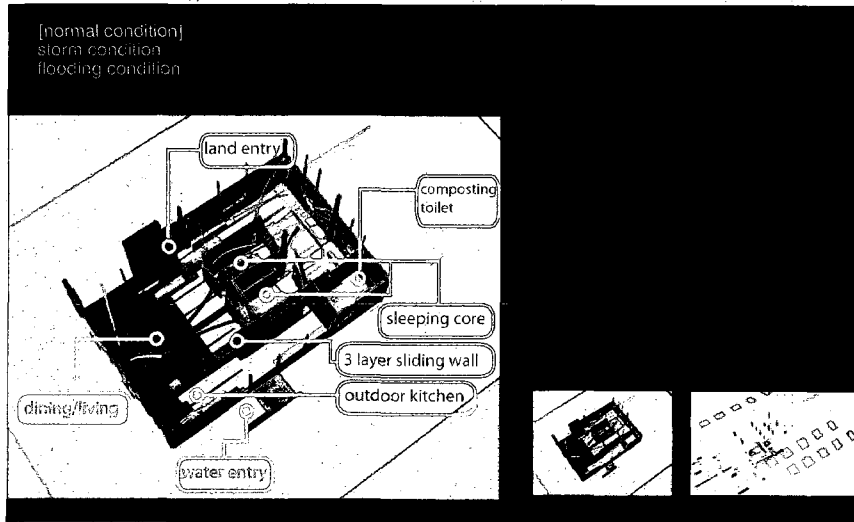 [normal condition]
storm condition
flooding condition
land entry
composting
toilet
sleeping core
3 layer sliding wall
outdoor kitchen
dining/living
water entry